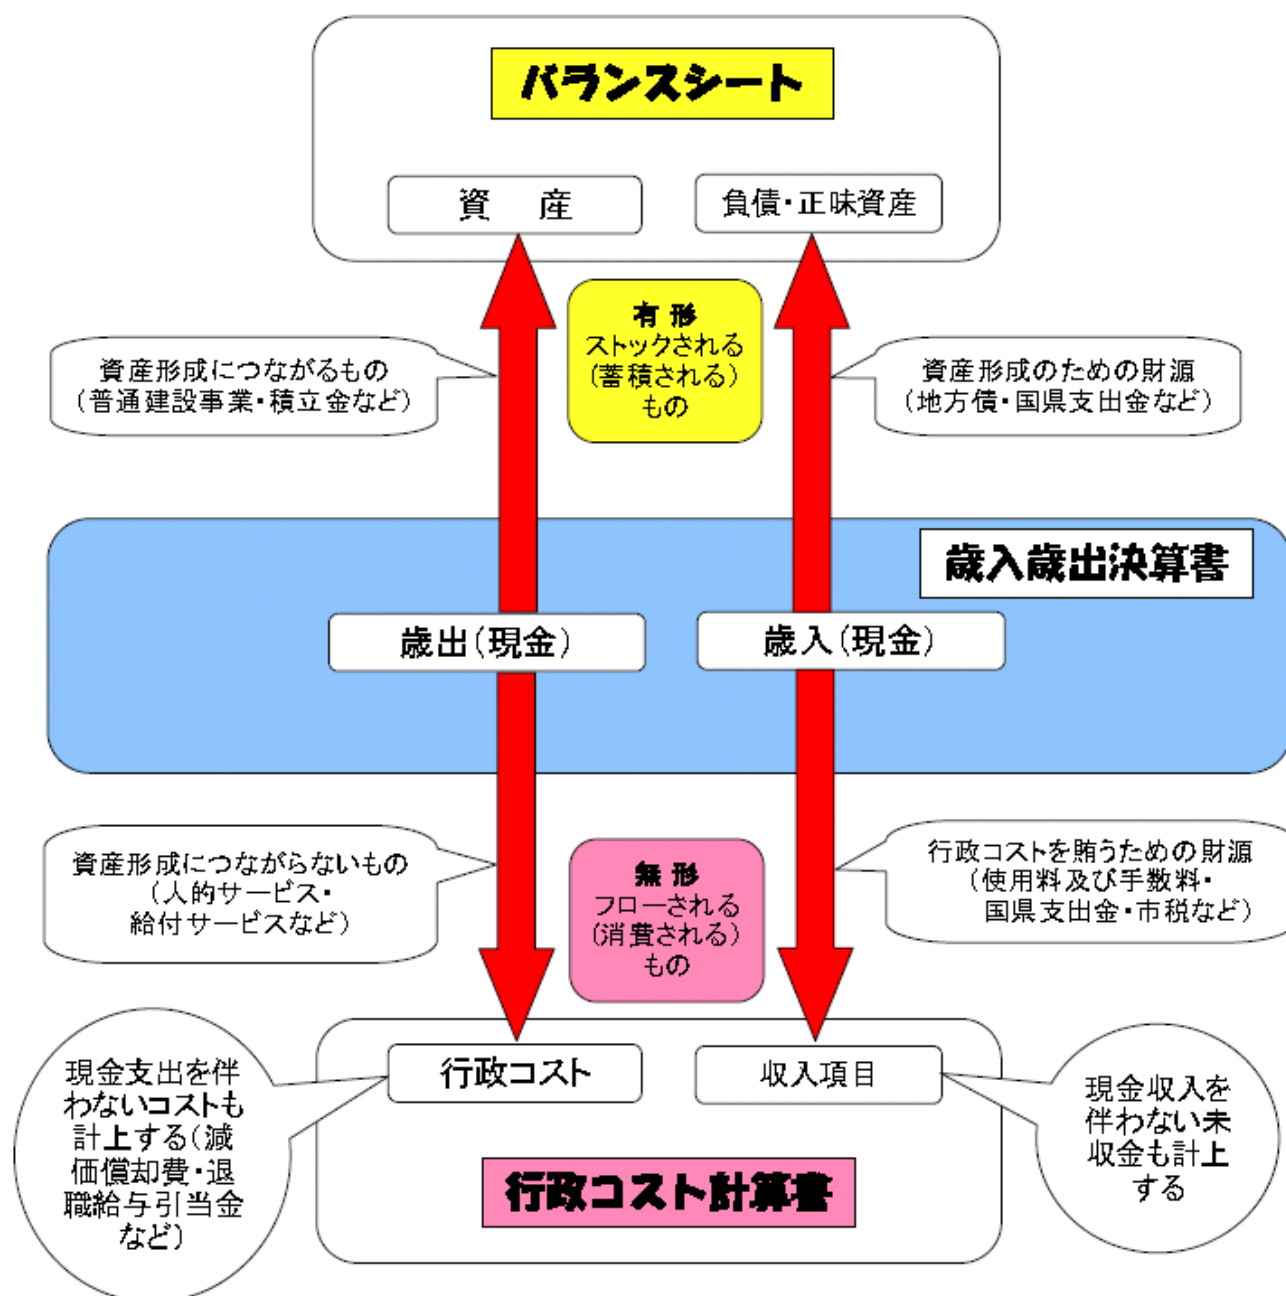 バランスシート
資　産
負債・正味資産
有形
ストックされる
(蓄積される)
もの
資産形成につながるもの
(普通建設事業・積立金など)
資産形成のための財源
(地方債・国県支出金など)
歳入歳出決算書
歳出(現金)
歳入(現金)
資産形成につながらないもの
(人的サービス・
給付サービスなど)
無形
フローされる
(消費される)
もの
行政コストを賄うための財源
(使用料及び手数料・
国県支出金・市税など)
現金支出を伴
わないコストも
計上する(減
価償却費・退
職給与引当金
など)
行政コスト
収入項目
現金収入を
伴わない未
収金も計上
する
行政コスト計算書